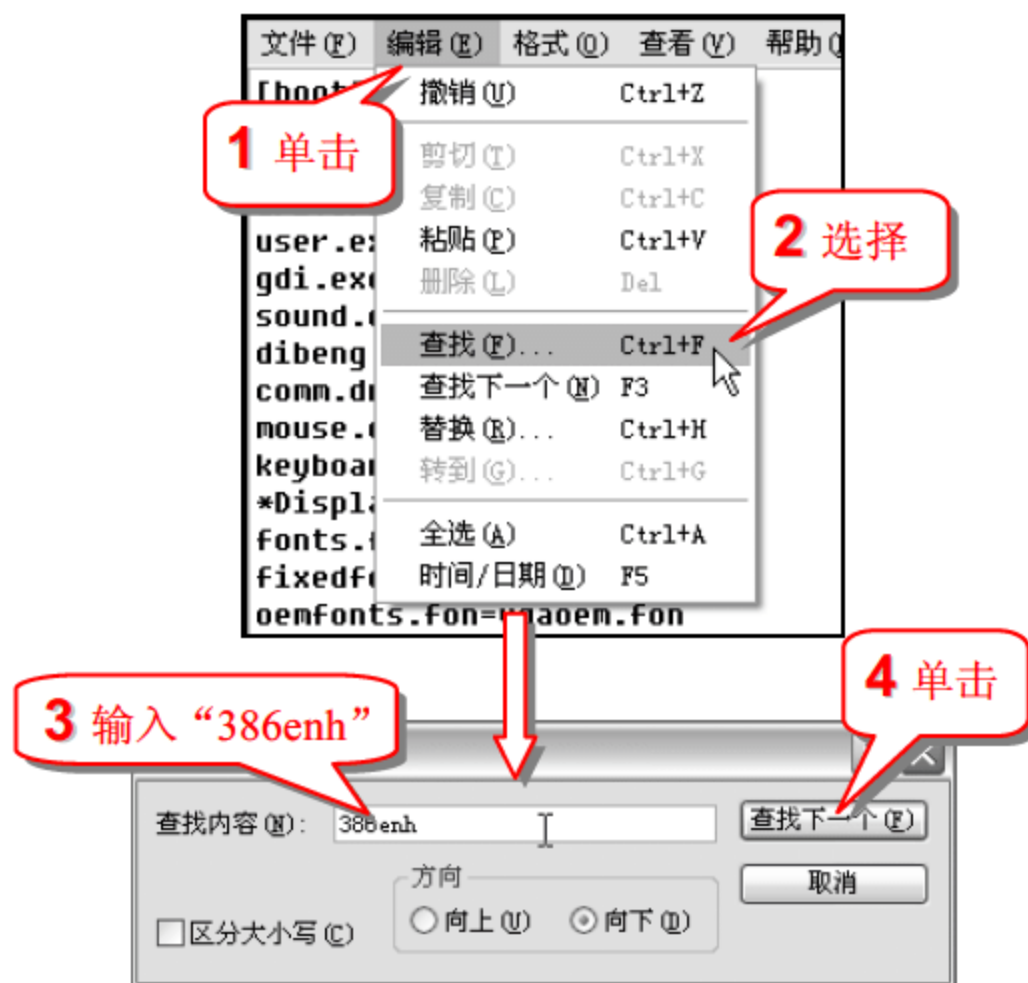 文件(F) 编辑(E) 格式(O) 查看(V) 帮助(
[boot
撤销(U) Ctrl+Z
1 单击
剪切(T) Ctrl+X
复制(C) Ctrl+C
user.ex
粘贴(P) Ctrl+V
2 选择
gdi.exe
删除(L) Del
sound.
查找(F)... Ctrl+F
dibeng
查找下一个(N) F3
comm.d
替换(R)... Ctrl+H
mouse.
转到(G)... Ctrl+G
keyboa
*Displ
全选(A) Ctrl+A
fonts.
时间/日期(D) F5
fixedf
oemfonts.fon=vgaoem.fon
3 输入“386enh”
4 单击
查找内容(N): 386enh
查找下一个(F)
方向
取消
区分大小写(C)
向上(U) 向下(D)